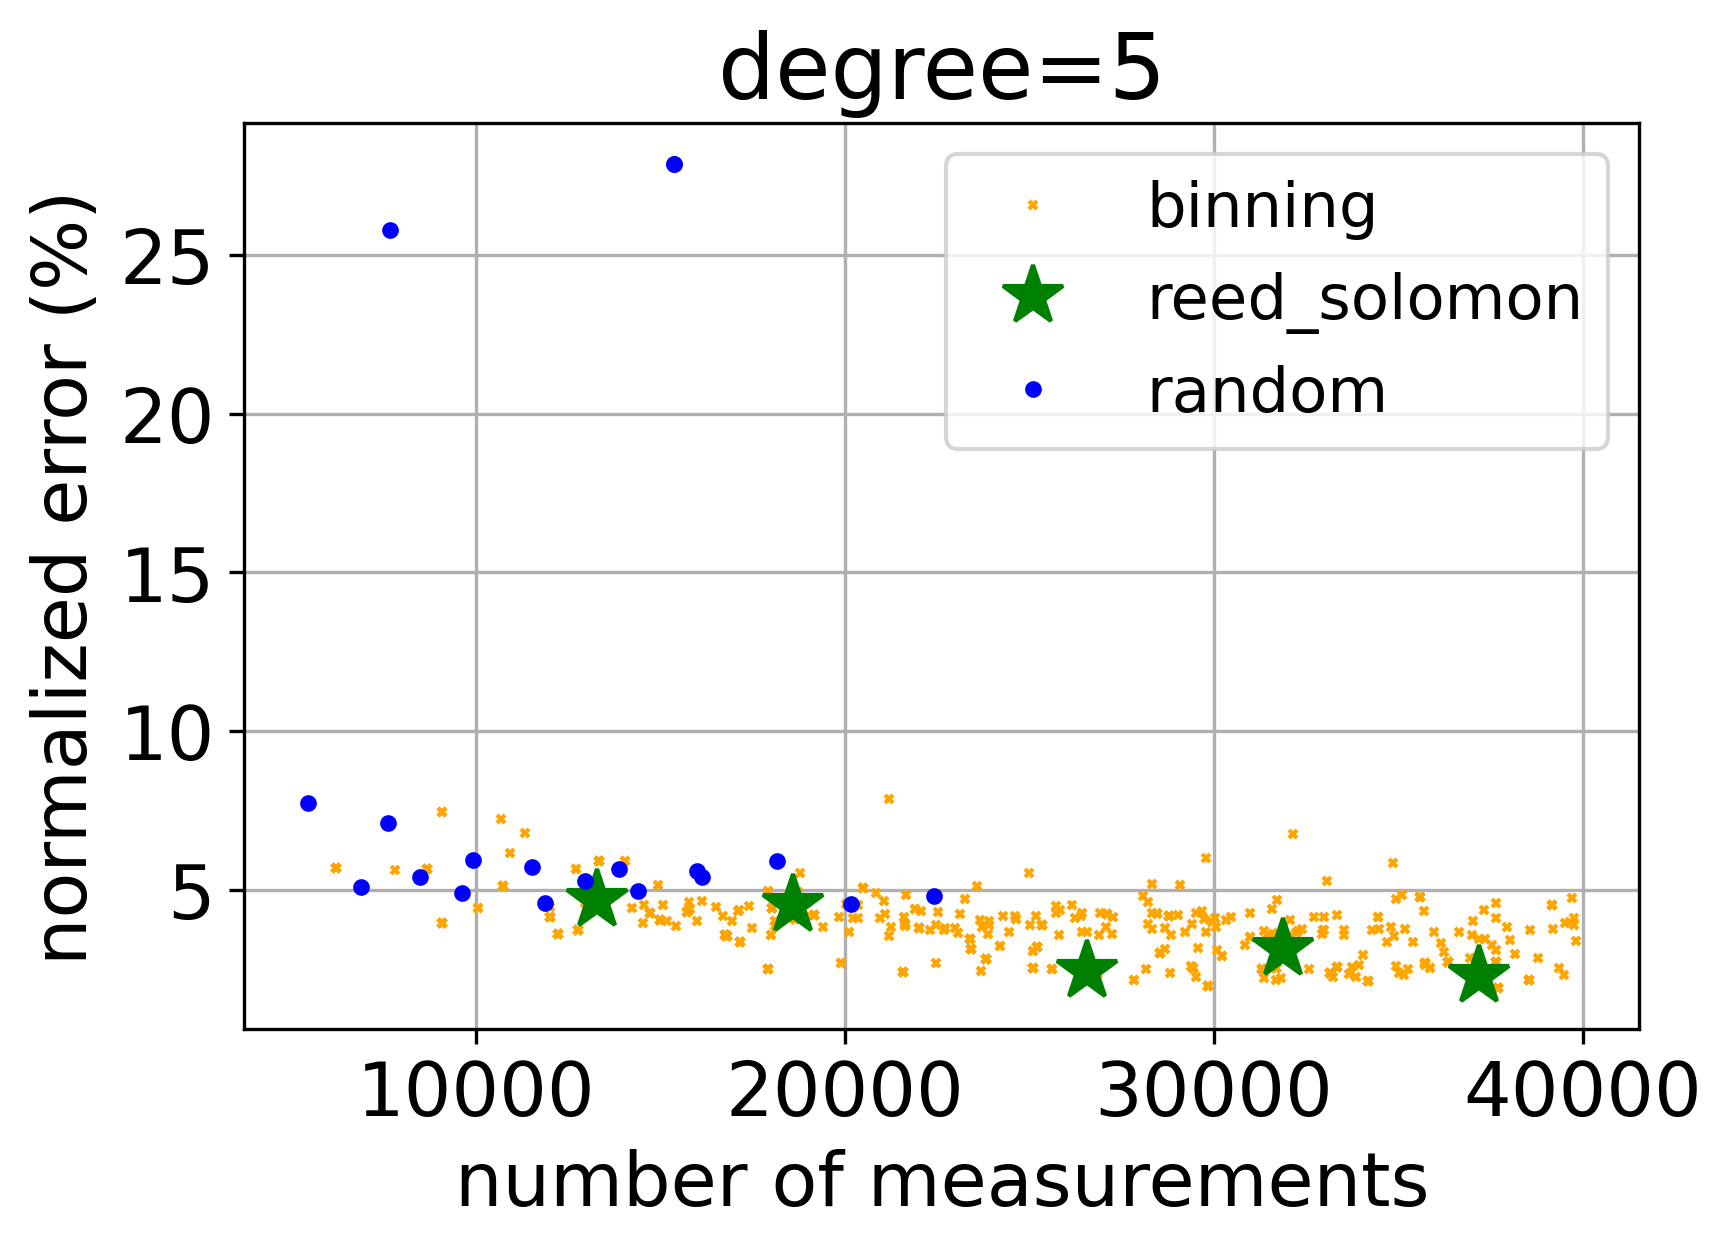 degree=5
normalized error (%)
25
20
15
10
5
binning
reed_solomon
random
10000 20000 30000 40000
number of measurements